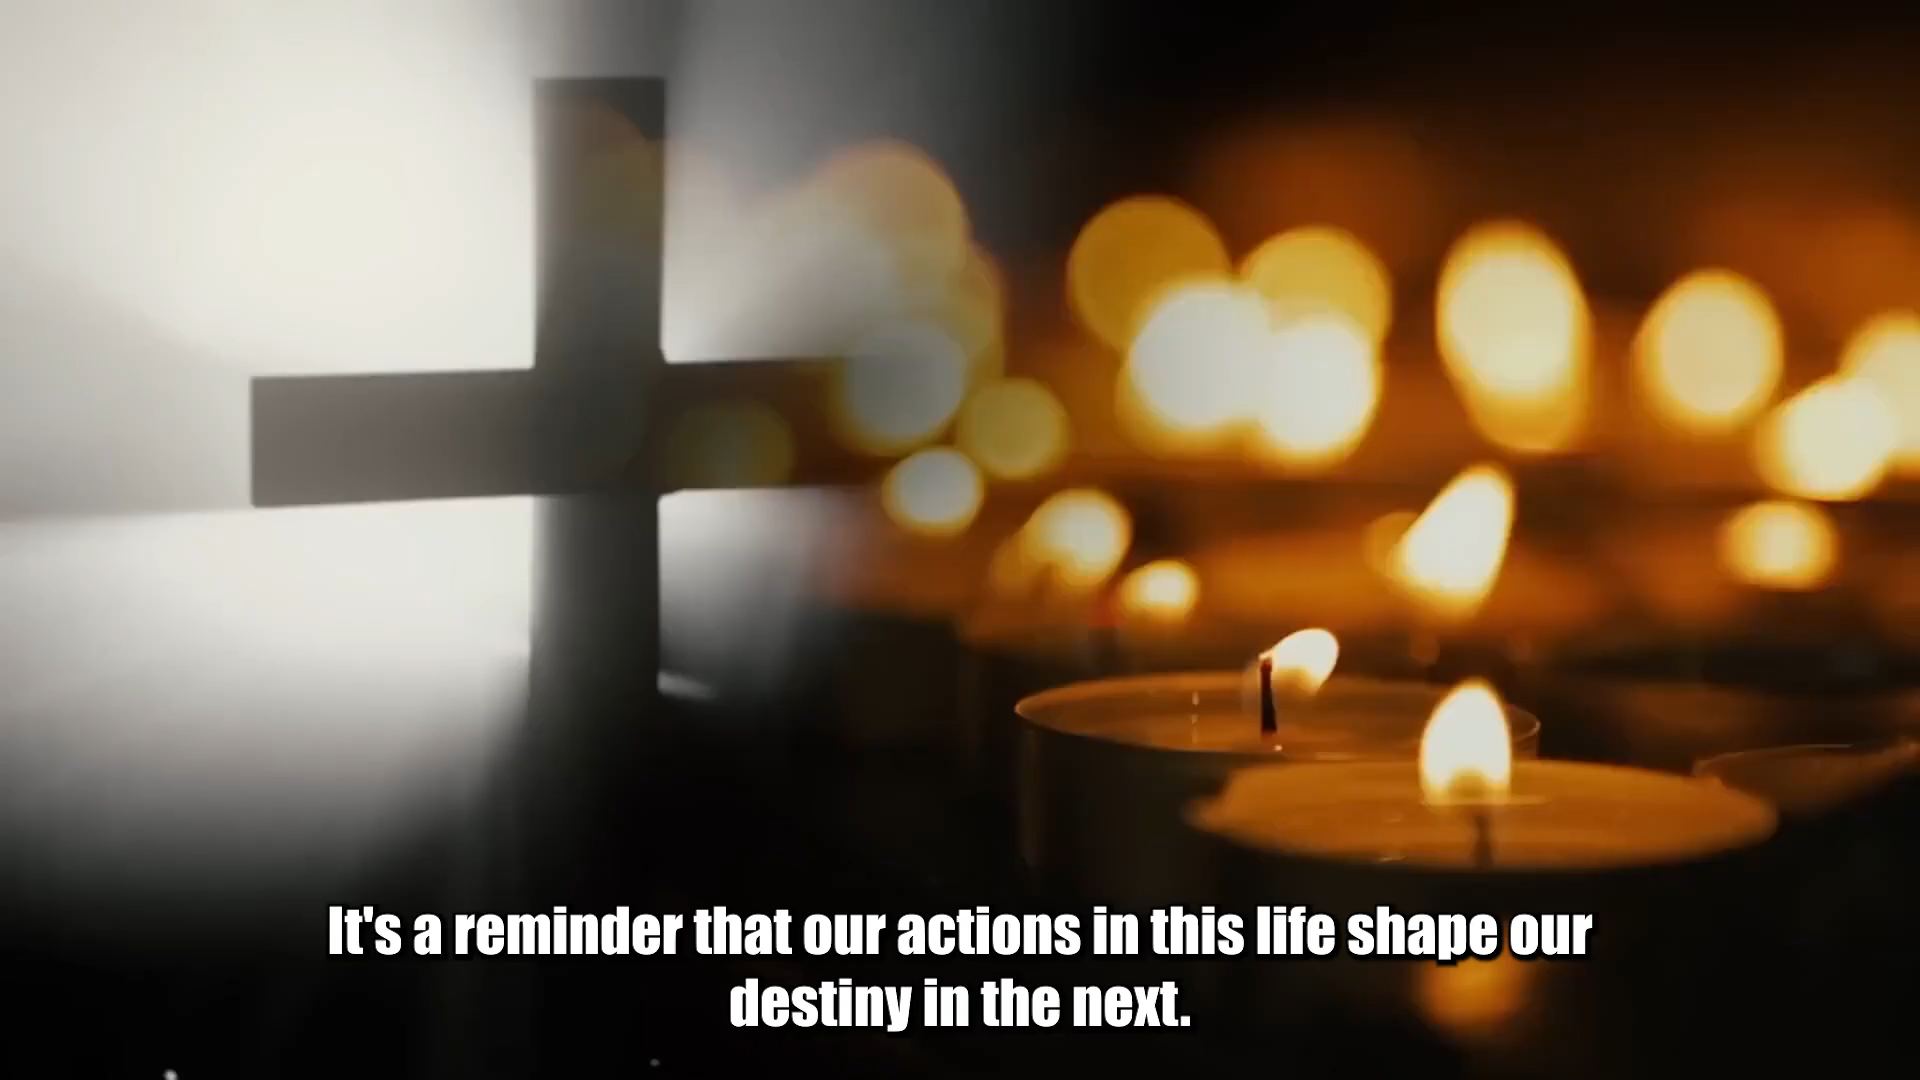 It's a reminder that our actions in this life shape our
destiny in the next.